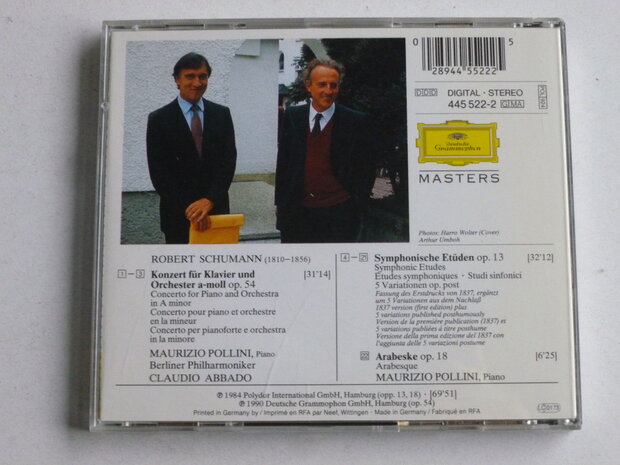 0 28944 55222 5
DDD DIGITAL · STEREO
445 522-2 GEMA
Deutsche
Grammophon
MASTERS
Photos: Harro Wolter (Cover)
Arthur Umboh
ROBERT SCHUMANN (1810–1856)
1 – 3 Konzert für Klavier und [31'14]
Orchester a-moll op. 54
Concerto for Piano and Orchestra
in A minor
Concerto pour piano et orchestre
en la mineur
Concerto per pianoforte e orchestra
in la minore
MAURIZIO POLLINI, Piano
Berliner Philharmoniker
CLAUDIO ABBADO
4 – 21 Symphonische Etüden op. 13 [32'12]
Symphonic Etudes
Études symphoniques · Studi sinfonici
5 Variationen op. post
Fassung des Erstdrucks von 1837, ergänzt
um 5 Variationen aus dem Nachlaß
1837 version (first edition) plus
5 variations published posthumously
Version de la première publication (1837) et
5 variations publiées à titre posthume
Versione della prima edizione del 1837 con
l'aggiunta delle 5 variazioni postume
22 Arabeske op. 18 [6'25]
Arabesque
MAURIZIO POLLINI, Piano
℗ 1984 Polydor International GmbH, Hamburg (opp. 13, 18) · [69'51]
℗ 1990 Deutsche Grammophon GmbH, Hamburg (op. 54)
Printed in Germany by / Imprimé en RFA par Neef, Wittingen · Made in Germany / Fabriqué en RFA
LC 0173